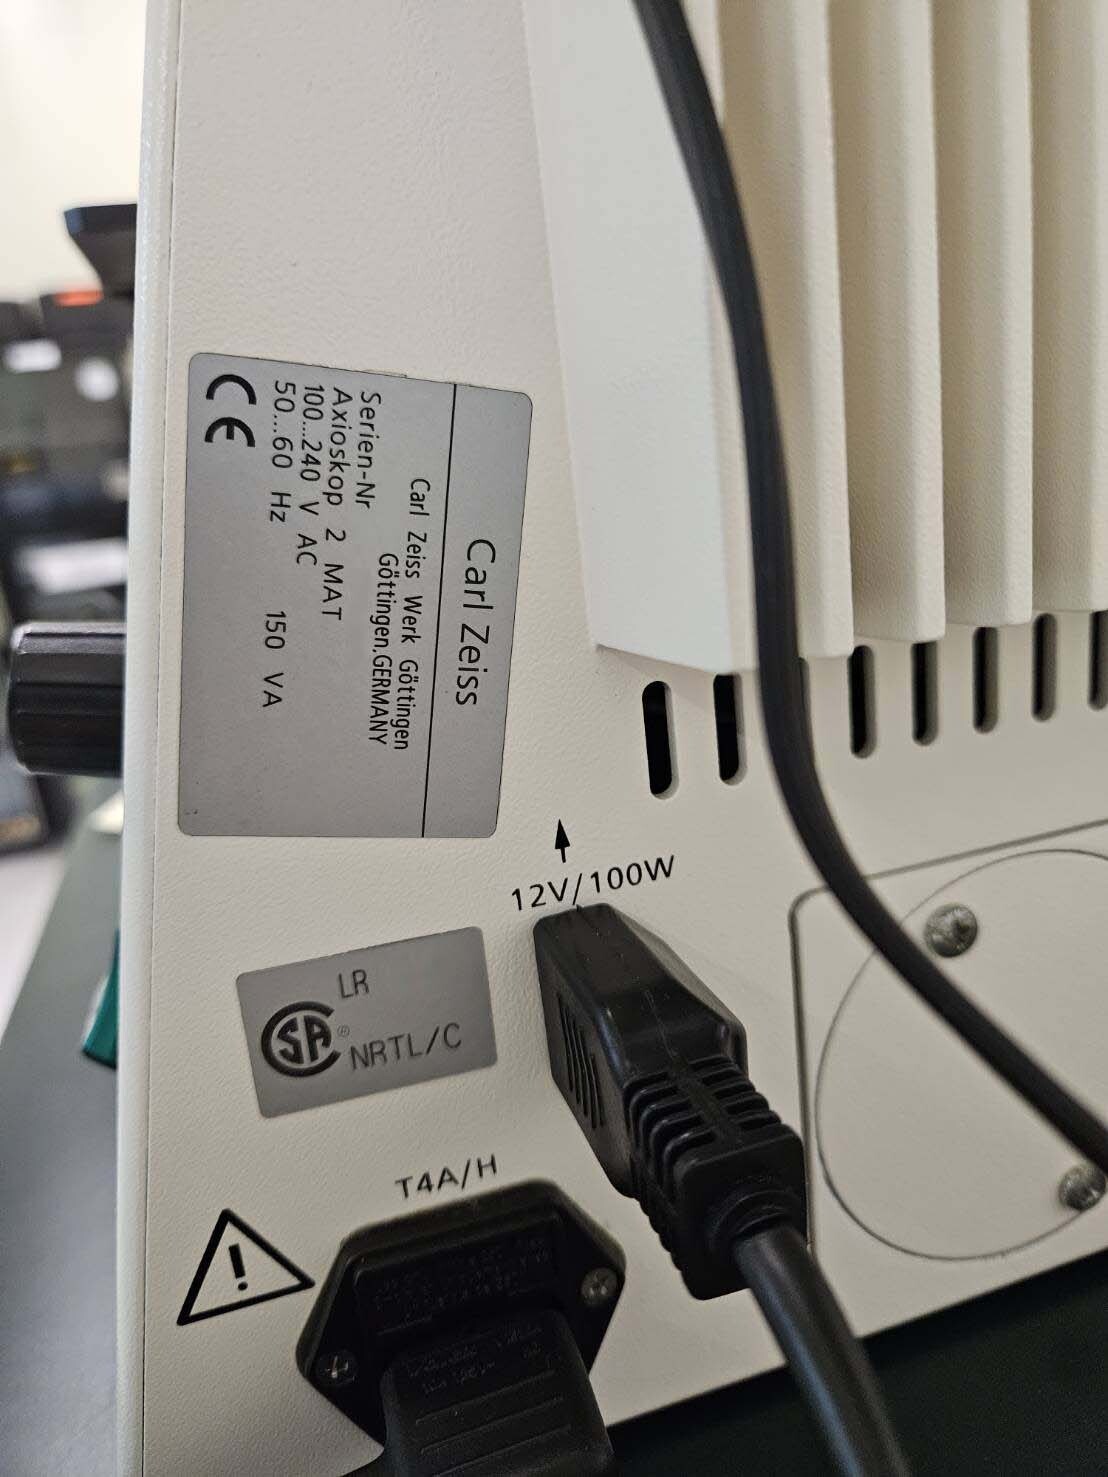 Carl Zeiss
Carl Zeiss Werk Göttingen
Göttingen,GERMANY
Serien-Nr
Axioskop 2 MAT
100...240 V AC
50...60 Hz 150 VA
CE
12V/100W
LR
SA® NRTL/C
T4A/H
!